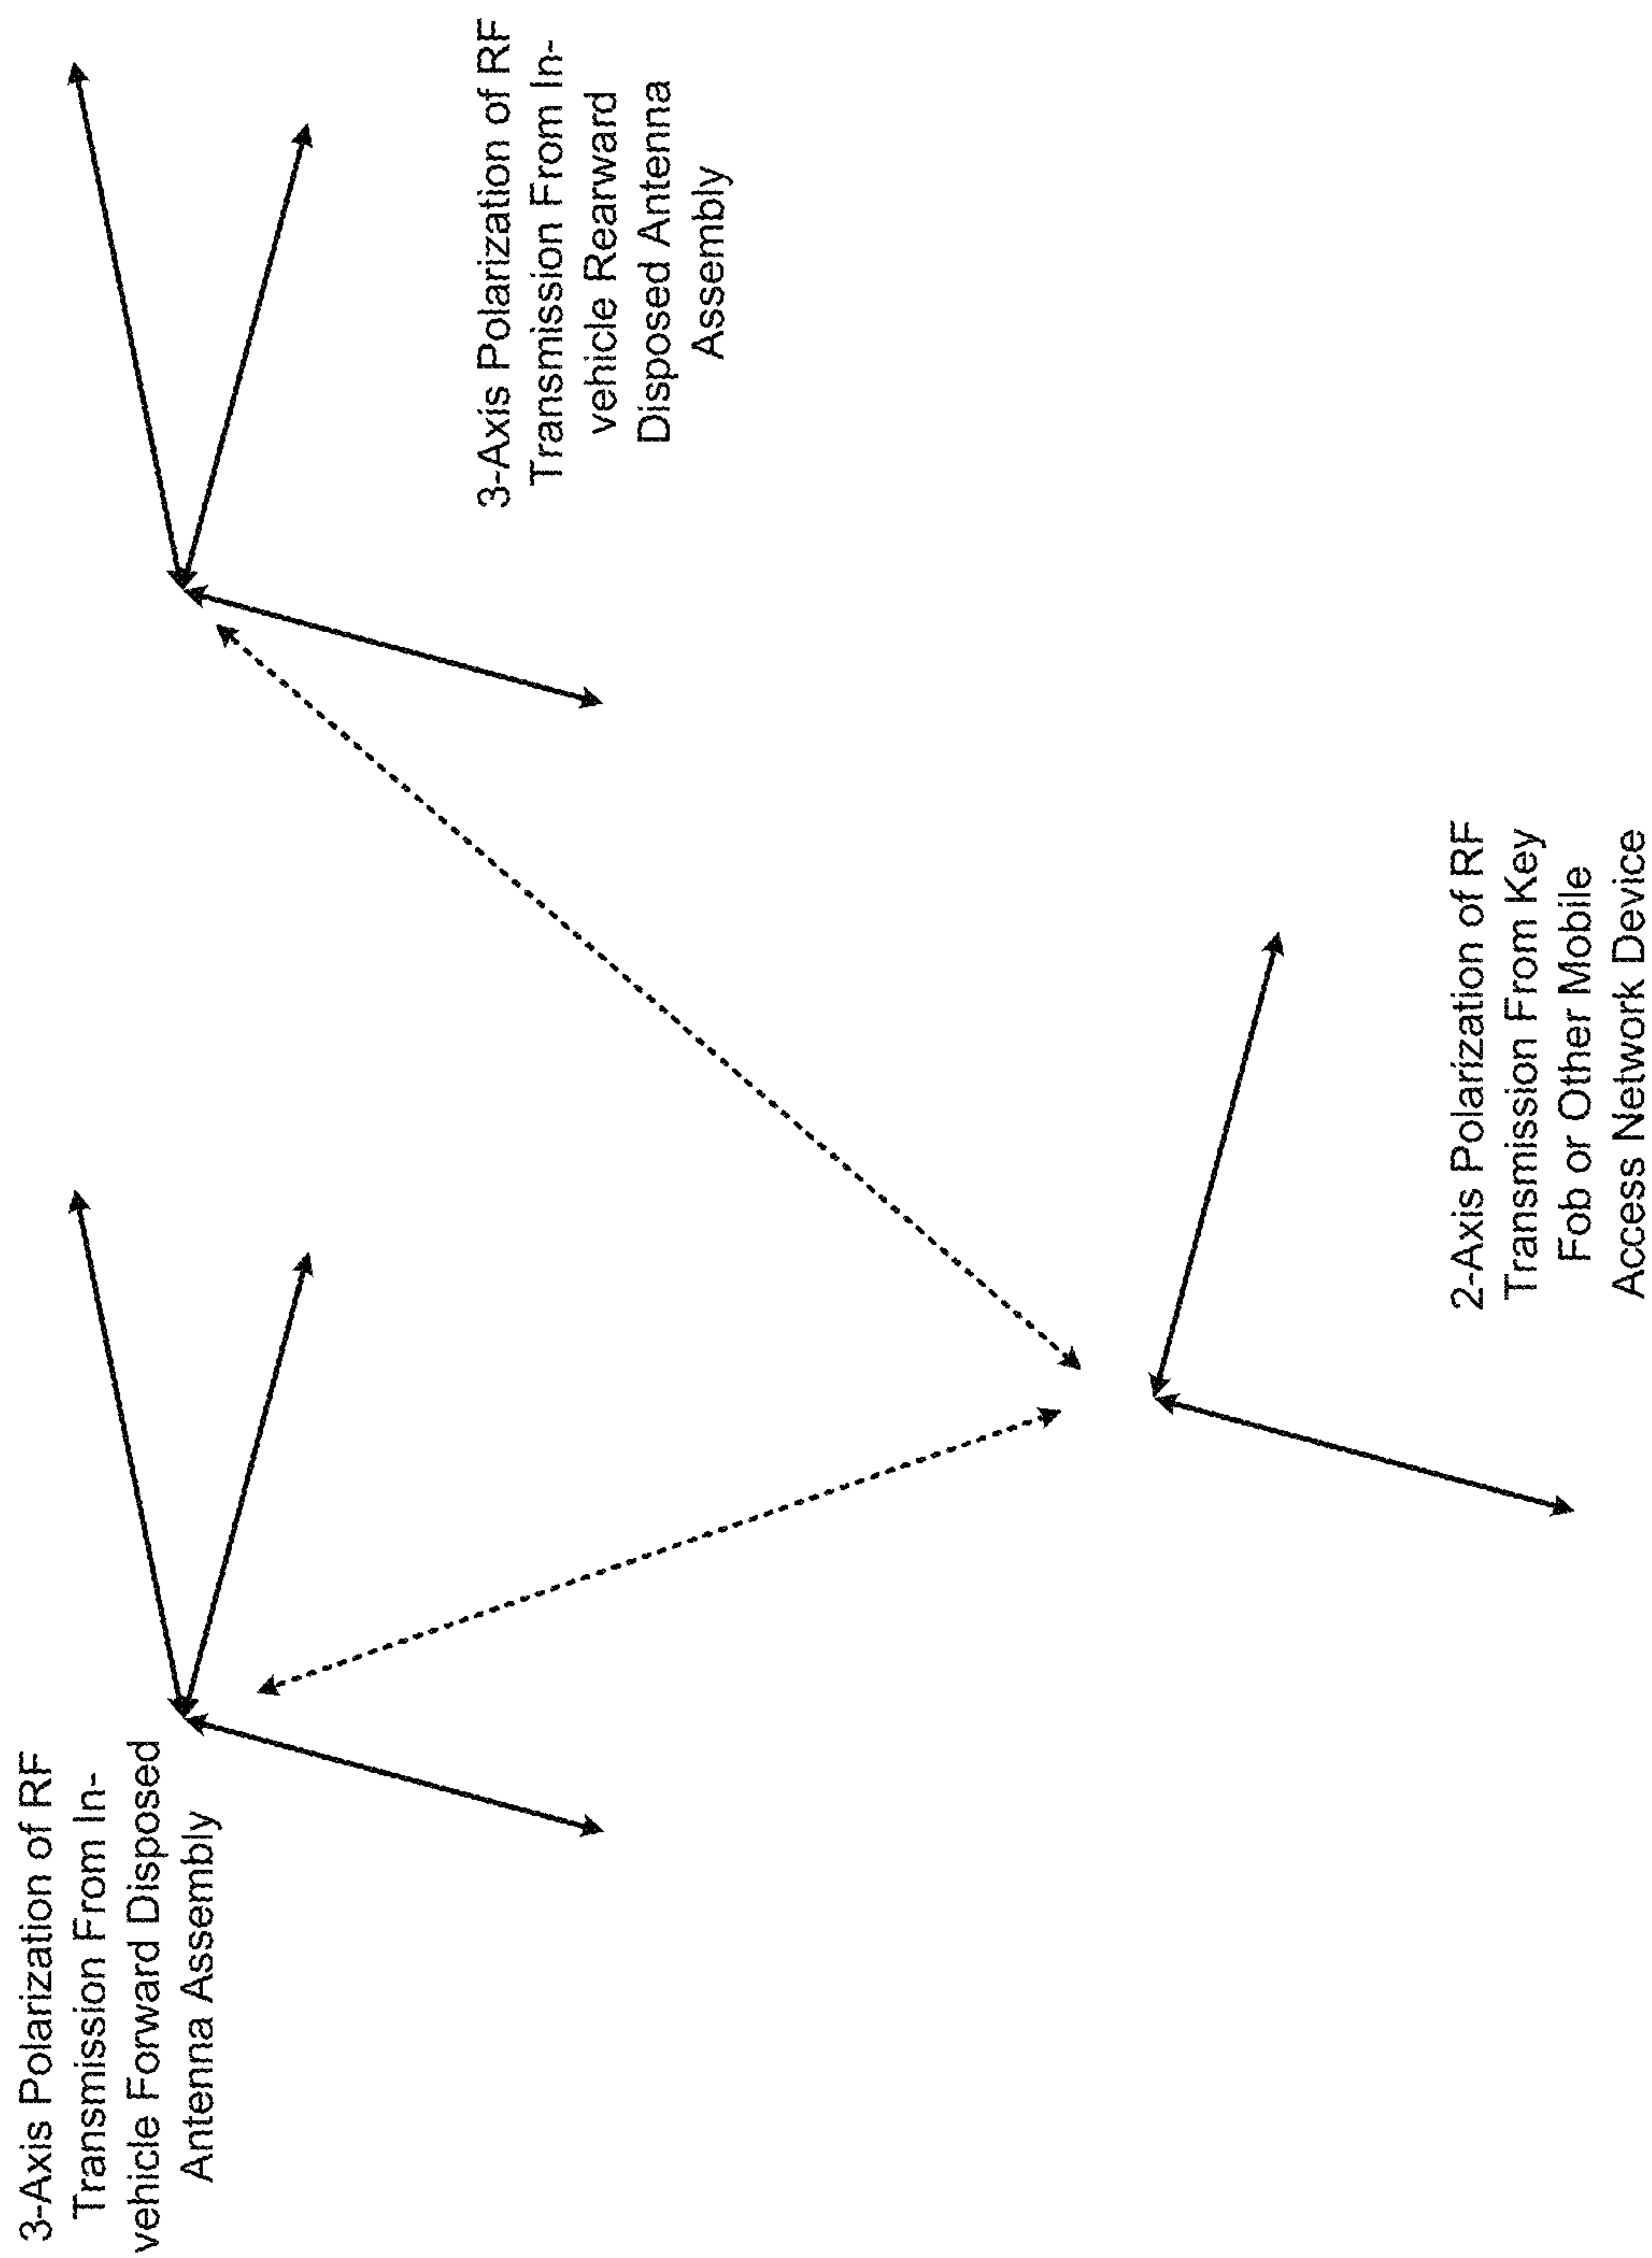 3-Axis Polarization of RF
Transmission From In-
vehicle Forward Disposed
Antenna Assembly
3-Axis Polarization of RF
Transmission From In-
vehicle Rearward
Disposed Antenna
Assembly
2-Axis Polarization of RF
Transmission From Key
Fob or Other Mobile
Access Network Device